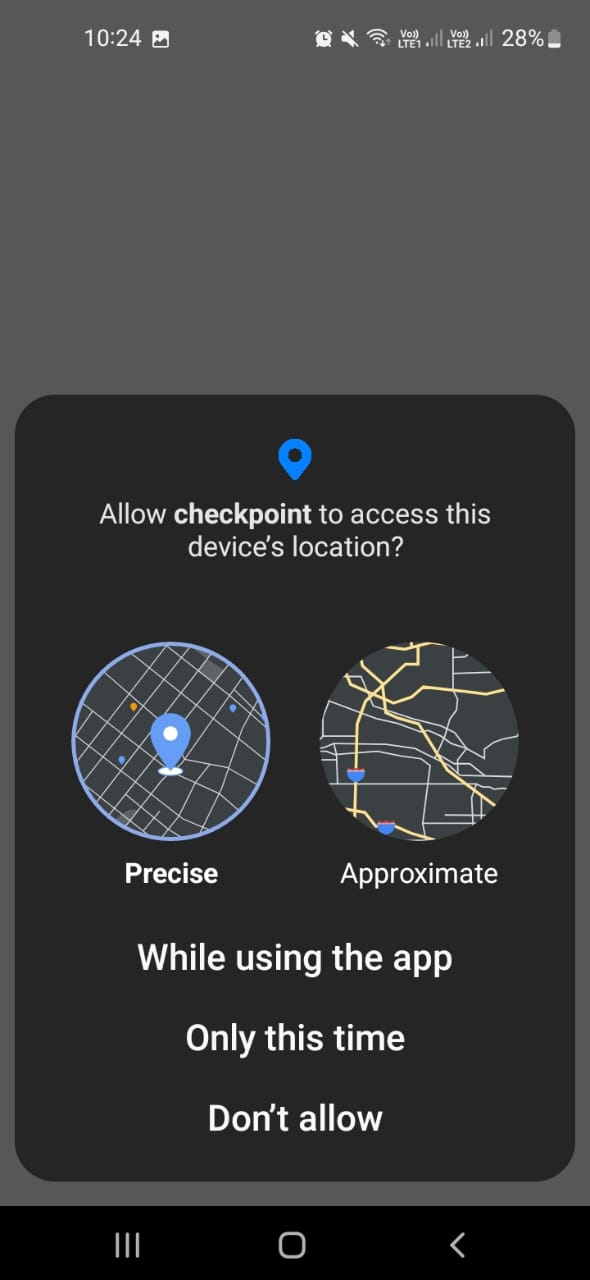 10:24 Vo)) LTE1 Vo)) LTE2 28%
Allow checkpoint to access this
device's location?
Precise Approximate
While using the app
Only this time
Don't allow